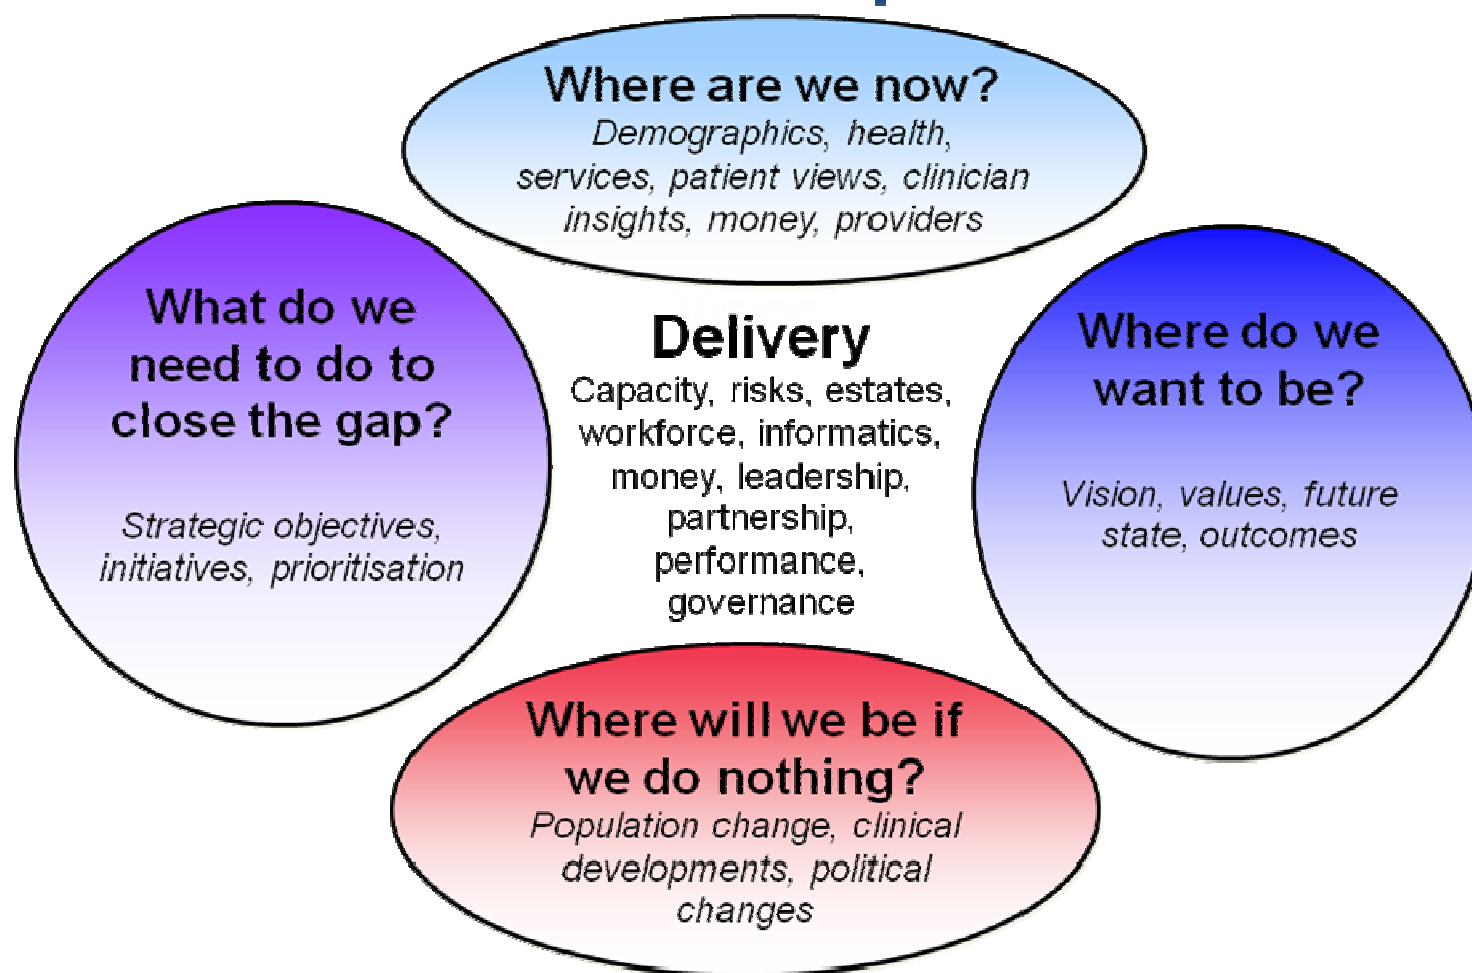 Where are we now?
Demographics, health,
services, patient views, clinician
insights, money, providers
What do we
need to do to
close the gap?
Strategic objectives,
initiatives, prioritisation
Delivery
Capacity, risks, estates,
workforce, informatics,
money, leadership,
partnership,
performance,
governance
Where do we
want to be?
Vision, values, future
state, outcomes
Where will we be if
we do nothing?
Population change, clinical
developments, political
changes